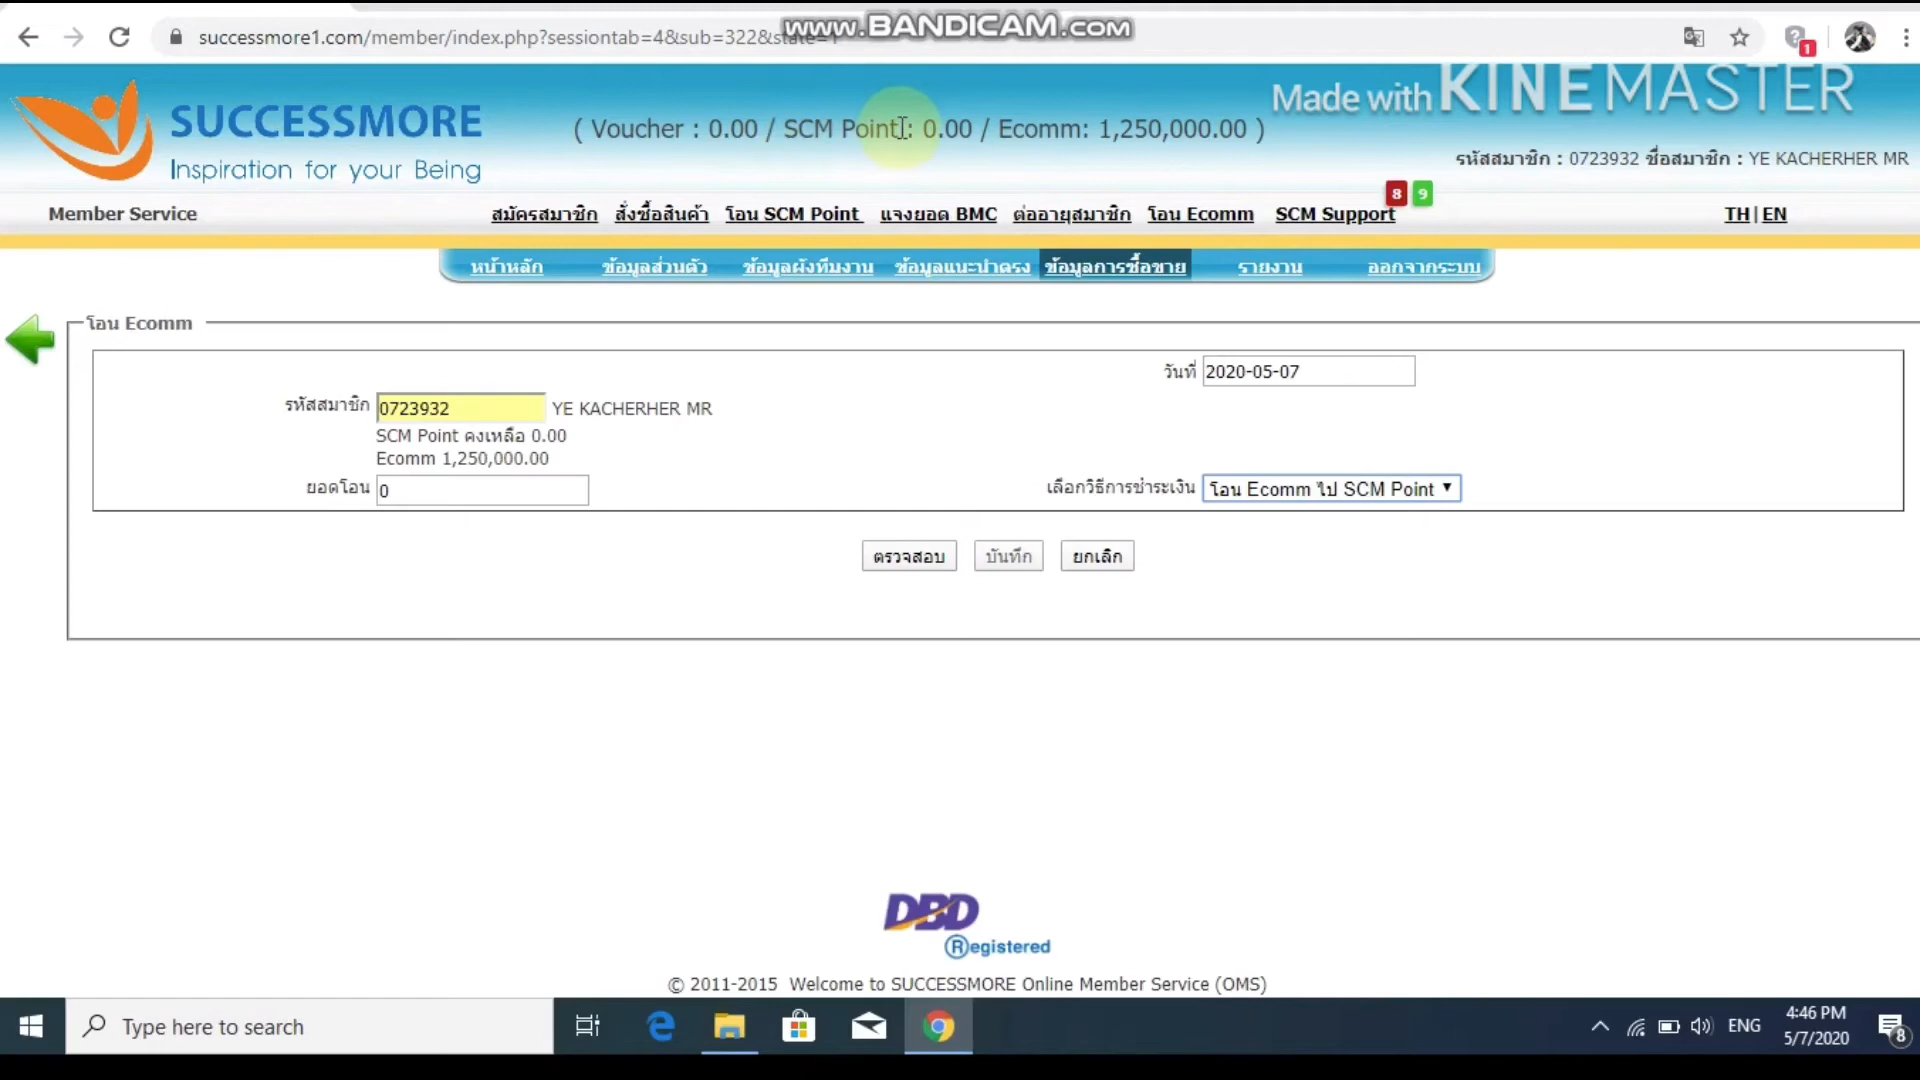 successmore1.com/member/index.php?sessiontab=4&sub=322&state=1
www.BANDICAM.com
1
Made with KINEMASTER
SUCCESSMORE
Inspiration for your Being
( Voucher : 0.00 / SCM Point : 0.00 / Ecomm: 1,250,000.00 )
รหัสสมาชิก : 0723932 ชื่อสมาชิก : YE KACHERHER MR
8 9
Member Service
สมัครสมาชิก สั่งซื้อสินค้า โอน SCM Point แจงยอด BMC ต่ออายุสมาชิก โอน Ecomm SCM Support
TH|EN
หน้าหลัก ข้อมูลส่วนตัว ข้อมูลผังทีมงาน ข้อมูลแนะนำตรง ข้อมูลการซื้อขาย รายงาน ออกจากระบบ
โอน Ecomm
วันที่ 2020-05-07
รหัสสมาชิก 0723932 YE KACHERHER MR
SCM Point คงเหลือ 0.00
Ecomm 1,250,000.00
ยอดโอน 0
เลือกวิธีการชำระเงิน โอน Ecomm ไป SCM Point
ตรวจสอบ บันทึก ยกเลิก
DBD
Registered
© 2011-2015 Welcome to SUCCESSMORE Online Member Service (OMS)
Type here to search
ENG
4:46 PM
5/7/2020
8